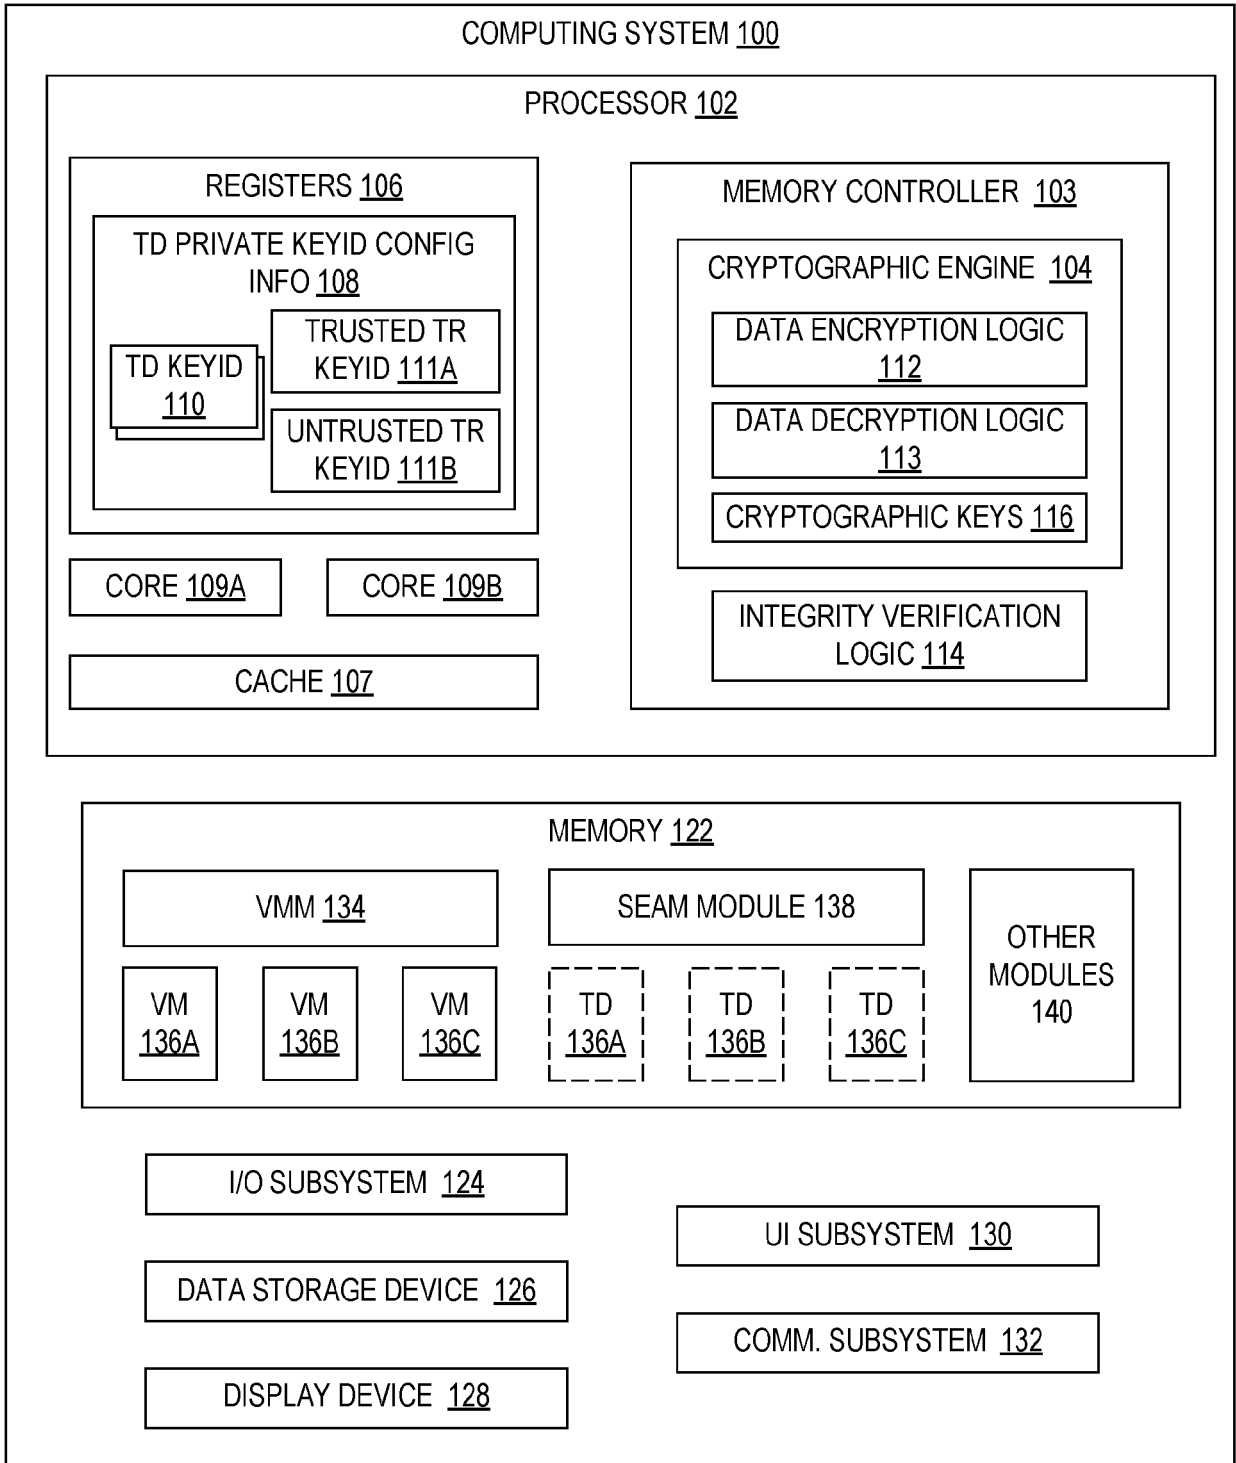 COMPUTING SYSTEM 100
PROCESSOR 102
REGISTERS 106
TD PRIVATE KEYID CONFIG
INFO 108
TD KEYID
110
TRUSTED TR
KEYID 111A
UNTRUSTED TR
KEYID 111B
CORE 109A
CORE 109B
CACHE 107
MEMORY CONTROLLER 103
CRYPTOGRAPHIC ENGINE 104
DATA ENCRYPTION LOGIC
112
DATA DECRYPTION LOGIC
113
CRYPTOGRAPHIC KEYS 116
INTEGRITY VERIFICATION
LOGIC 114
MEMORY 122
VMM 134
VM
136A
VM
136B
VM
136C
SEAM MODULE 138
TD
136A
TD
136B
TD
136C
OTHER
MODULES
140
I/O SUBSYSTEM 124
DATA STORAGE DEVICE 126
DISPLAY DEVICE 128
UI SUBSYSTEM 130
COMM. SUBSYSTEM 132